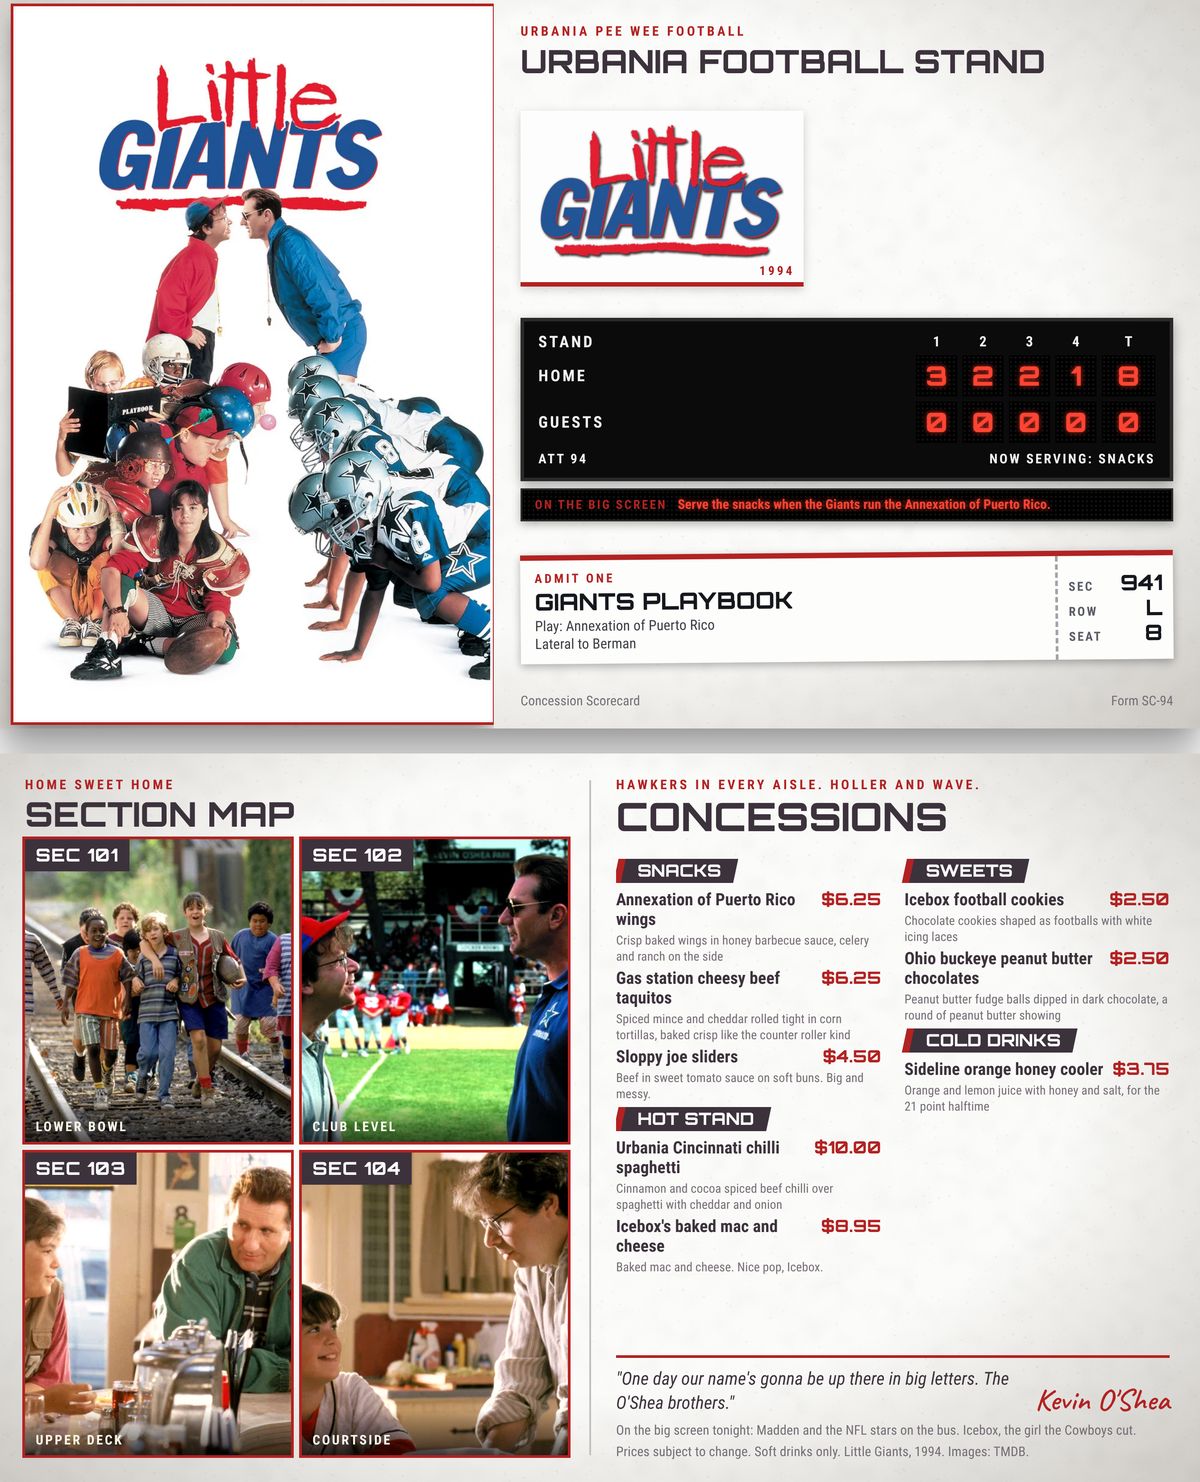 Little
GIANTS
PLAYBOOK
URBANIA PEE WEE FOOTBALL
URBANIA FOOTBALL STAND
Little
GIANTS
1994
STAND 1 2 3 4 T
HOME 3 2 2 1 8
GUESTS 0 0 0 0 0
ATT 94 NOW SERVING: SNACKS
ON THE BIG SCREEN Serve the snacks when the Giants run the Annexation of Puerto Rico.
ADMIT ONE
GIANTS PLAYBOOK
Play: Annexation of Puerto Rico
Lateral to Berman
SEC 941
ROW L
SEAT 8
Concession Scorecard
Form SC-94
HOME SWEET HOME
SECTION MAP
SEC 101
LOWER BOWL
SEC 102
KEVIN O'SHEA PARK
LOCKER ROOMS
CLUB LEVEL
SEC 103
8
UPPER DECK
SEC 104
COURTSIDE
HAWKERS IN EVERY AISLE. HOLLER AND WAVE.
CONCESSIONS
SNACKS
Annexation of Puerto Rico $6.25
wings
Crisp baked wings in honey barbecue sauce, celery
and ranch on the side
Gas station cheesy beef $6.25
taquitos
Spiced mince and cheddar rolled tight in corn
tortillas, baked crisp like the counter roller kind
Sloppy joe sliders $4.50
Beef in sweet tomato sauce on soft buns. Big and
messy.
HOT STAND
Urbania Cincinnati chilli $10.00
spaghetti
Cinnamon and cocoa spiced beef chilli over
spaghetti with cheddar and onion
Icebox's baked mac and $8.95
cheese
Baked mac and cheese. Nice pop, Icebox.
SWEETS
Icebox football cookies $2.50
Chocolate cookies shaped as footballs with white
icing laces
Ohio buckeye peanut butter $2.50
chocolates
Peanut butter fudge balls dipped in dark chocolate, a
round of peanut butter showing
COLD DRINKS
Sideline orange honey cooler $3.75
Orange and lemon juice with honey and salt, for the
21 point halftime
"One day our name's gonna be up there in big letters. The
O'Shea brothers."
Kevin O'Shea
On the big screen tonight: Madden and the NFL stars on the bus. Icebox, the girl the Cowboys cut.
Prices subject to change. Soft drinks only. Little Giants, 1994. Images: TMDB.